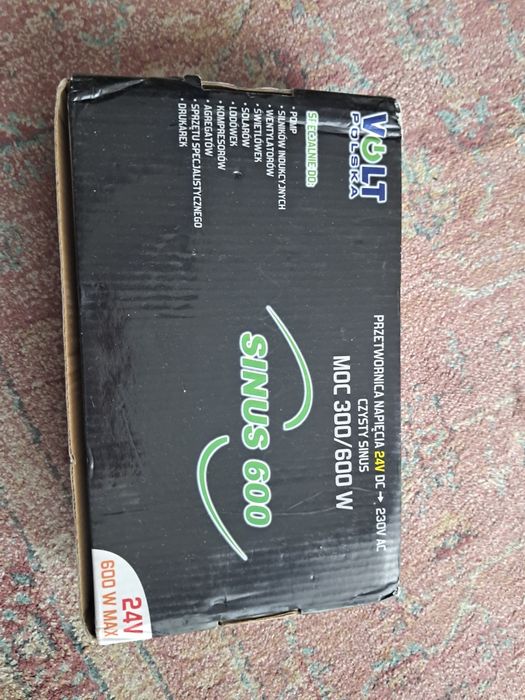 VOLT
POLSKA
PRZETWORNICA NAPIĘCIA 24V DC → 230V AC
CZYSTY SINUS
MOC 300/600 W
SPECJALNIE DO:
• POMP
• SILNIKÓW INDUKCYJNYCH
• WENTYLATORÓW
• ŚWIETLÓWEK
• SOLARÓW
• LODÓWEK
• KOMPRESORÓW
• AGREGATÓW
• SPRZĘTU SPECJALISTYCZNEGO
• DRUKAREK
SINUS 600
24V
600 W MAX